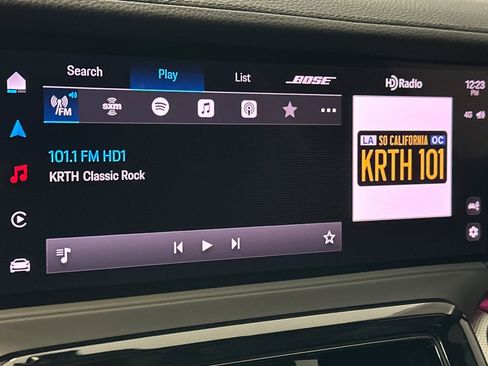 Search
Play
List
BOSE
HD Radio
12:23
PM
FM
sxm
4G
101.1 FM HD1
KRTH Classic Rock
LA SO CALIFORNIA OC
KRTH 101